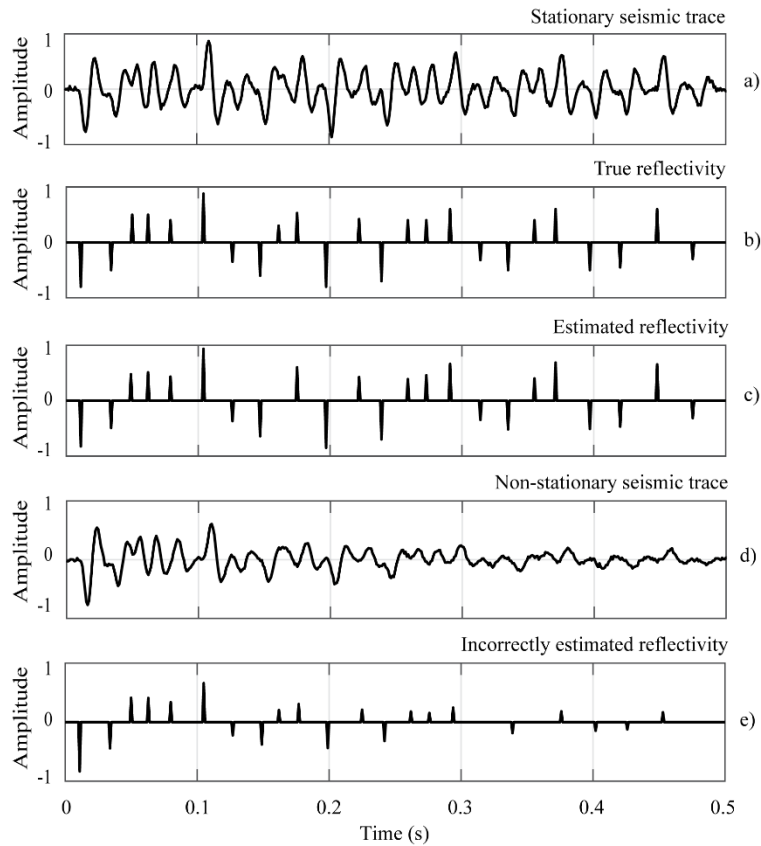 Stationary seismic trace
1
0
-1
Amplitude
a)
True reflectivity
1
0
-1
Amplitude
b)
Estimated reflectivity
1
0
-1
Amplitude
c)
Non-stationary seismic trace
1
0
-1
Amplitude
d)
Incorrectly estimated reflectivity
1
0
-1
Amplitude
e)
0 0.1 0.2 0.3 0.4 0.5
Time (s)